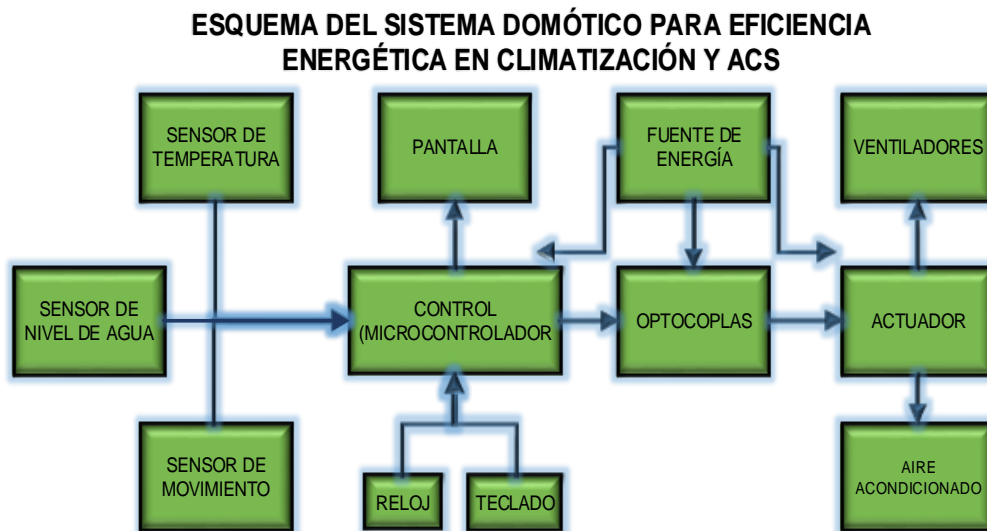 ESQUEMA DEL SISTEMA DOMÓTICO PARA EFICIENCIA
ENERGÉTICA EN CLIMATIZACIÓN Y ACS
SENSOR DE
TEMPERATURA
PANTALLA
FUENTE DE
ENERGÍA
VENTILADORES
SENSOR DE
NIVEL DE AGUA
CONTROL
(MICROCONTROLADOR
OPTOCOPLAS
ACTUADOR
SENSOR DE
MOVIMIENTO
RELOJ
TECLADO
AIRE
ACONDICIONADO